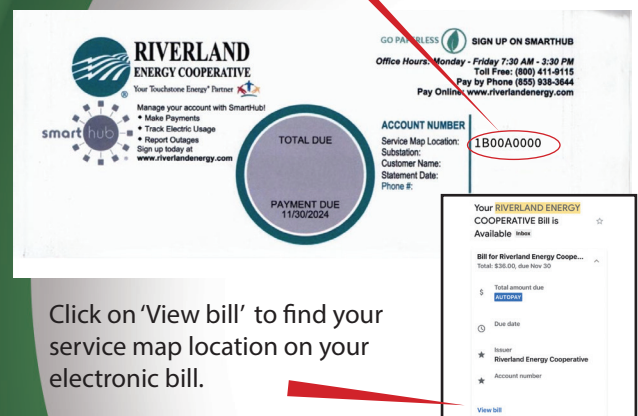 RIVERLAND
ENERGY COOPERATIVE
Your Touchstone Energy® Partner
®
smart hub
Manage your account with SmartHub!
• Make Payments
• Track Electric Usage
• Report Outages
Sign up today at
www.riverlandenergy.com
TOTAL DUE
PAYMENT DUE
11/30/2024
GO PAPERLESS SIGN UP ON SMARTHUB
Office Hours: Monday - Friday 7:30 AM - 3:30 PM
Toll Free: (800) 411-9115
Pay by Phone (855) 938-3644
Pay Online: www.riverlandenergy.com
ACCOUNT NUMBER
Service Map Location: 1B00A0000
Substation:
Customer Name:
Statement Date:
Phone #:
Your RIVERLAND ENERGY
COOPERATIVE Bill is
Available Inbox
Bill for Riverland Energy Coope...
Total: $36.00, due Nov 30
$ Total amount due
AUTOPAY
Due date
Issuer
Riverland Energy Cooperative
Account number
View bill
Click on 'View bill' to find your
service map location on your
electronic bill.